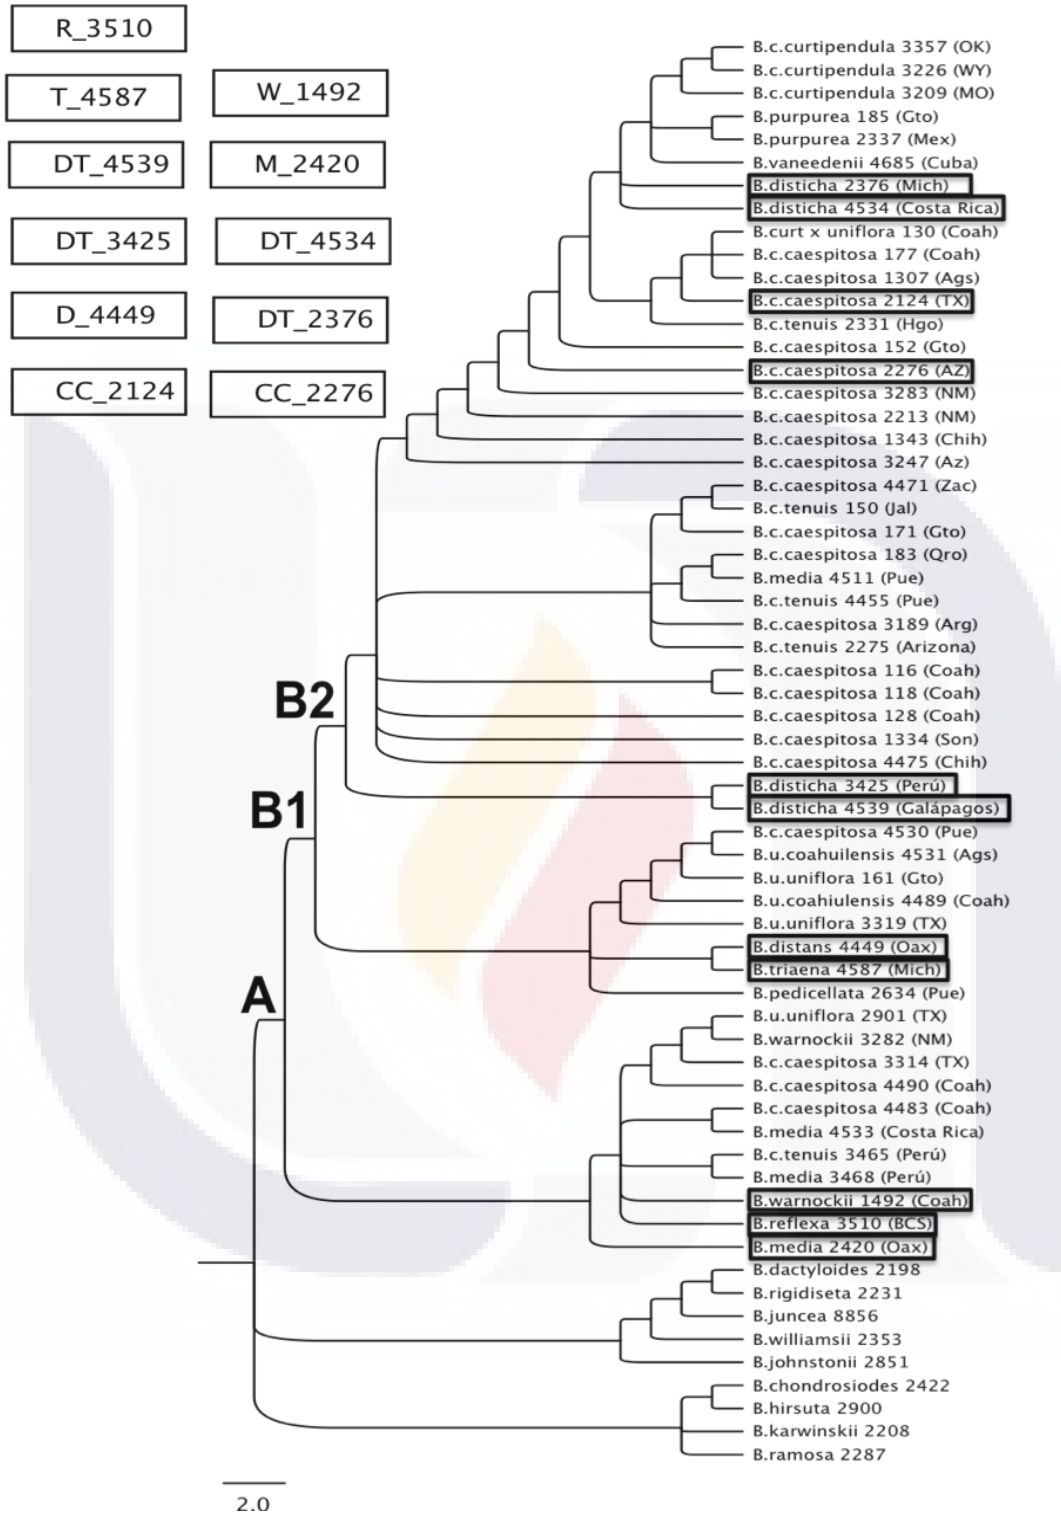 R_3510
T_4587
W_1492
DT_4539
M_2420
DT_3425
DT_4534
D_4449
DT_2376
CC_2124
CC_2276
B.c.curtipendula 3357 (OK)
B.c.curtipendula 3226 (WY)
B.c.curtipendula 3209 (MO)
B.purpurea 185 (Gto)
B.purpurea 2337 (Mex)
B.vaneedenii 4685 (Cuba)
B.disticha 2376 (Mich)
B.disticha 4534 (Costa Rica)
B.curt x uniflora 130 (Coah)
B.c.caespitosa 177 (Coah)
B.c.caespitosa 1307 (Ags)
B.c.caespitosa 2124 (TX)
B.c.tenuis 2331 (Hgo)
B.c.caespitosa 152 (Gto)
B.c.caespitosa 2276 (AZ)
B.c.caespitosa 3283 (NM)
B.c.caespitosa 2213 (NM)
B.c.caespitosa 1343 (Chih)
B.c.caespitosa 3247 (Az)
B.c.caespitosa 4471 (Zac)
B.c.tenuis 150 (Jal)
B.c.caespitosa 171 (Gto)
B.c.caespitosa 183 (Qro)
B.media 4511 (Pue)
B.c.tenuis 4455 (Pue)
B.c.caespitosa 3189 (Arg)
B.c.tenuis 2275 (Arizona)
B.c.caespitosa 116 (Coah)
B.c.caespitosa 118 (Coah)
B2
B.c.caespitosa 128 (Coah)
B.c.caespitosa 1334 (Son)
B.c.caespitosa 4475 (Chih)
B.disticha 3425 (Perú)
B1
B.disticha 4539 (Galápagos)
B.c.caespitosa 4530 (Pue)
B.u.coahuilensis 4531 (Ags)
B.u.uniflora 161 (Gto)
B.u.coahiulensis 4489 (Coah)
B.u.uniflora 3319 (TX)
B.distans 4449 (Oax)
B.triaena 4587 (Mich)
A
B.pedicellata 2634 (Pue)
B.u.uniflora 2901 (TX)
B.warnockii 3282 (NM)
B.c.caespitosa 3314 (TX)
B.c.caespitosa 4490 (Coah)
B.c.caespitosa 4483 (Coah)
B.media 4533 (Costa Rica)
B.c.tenuis 3465 (Perú)
B.media 3468 (Perú)
B.warnockii 1492 (Coah)
B.reflexa 3510 (BCS)
B.media 2420 (Oax)
B.dactyloides 2198
B.rigidiseta 2231
B.juncea 8856
B.williamsii 2353
B.johnstonii 2851
B.chondrosiodes 2422
B.hirsuta 2900
B.karwinskii 2208
B.ramosa 2287
2.0